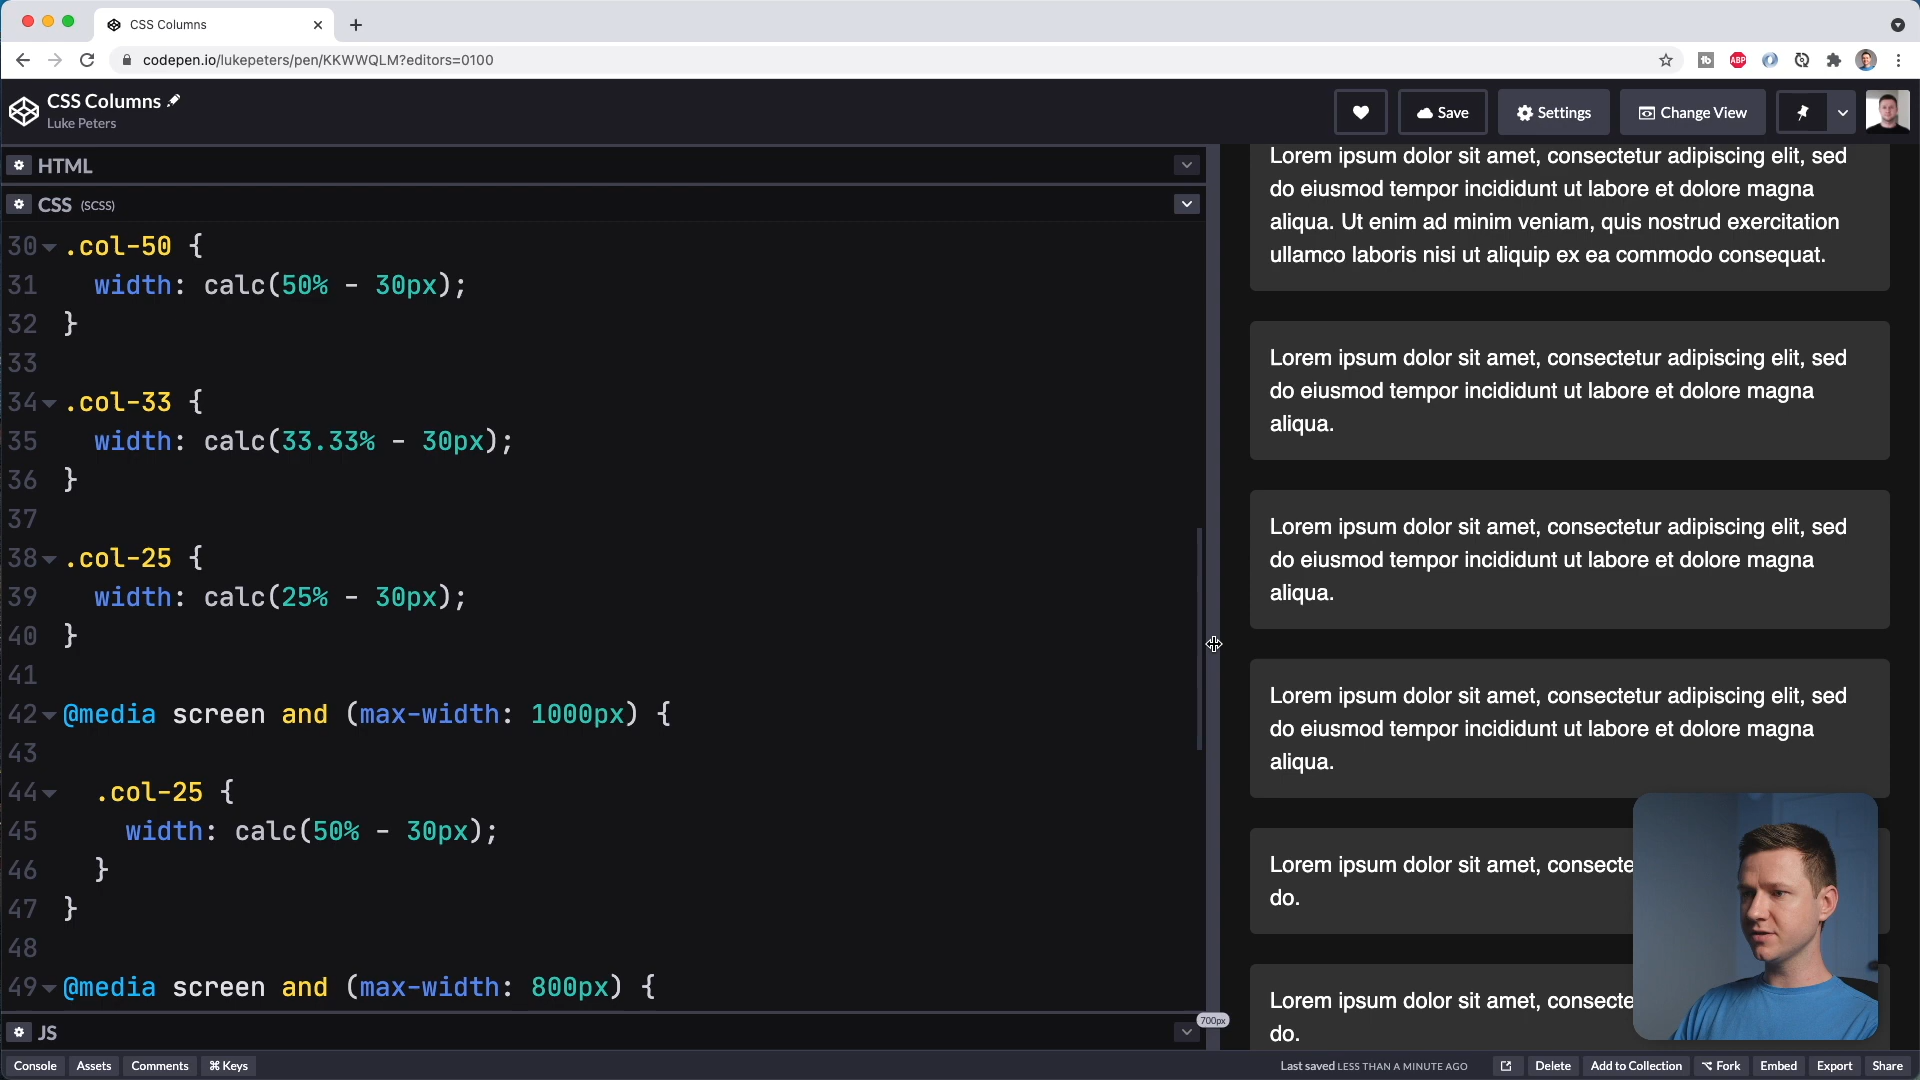 CSS Columns
codepen.io/lukepeters/pen/KKWWQLM?editors=0100
ABP
CSS Columns
Luke Peters
Save
Settings
Change View
HTML
CSS (SCSS)
30 .col-50 {
31 width: calc(50% - 30px);
32 }
33
34 .col-33 {
35 width: calc(33.33% - 30px);
36 }
37
38 .col-25 {
39 width: calc(25% - 30px);
40 }
41
42 @media screen and (max-width: 1000px) {
43
44 .col-25 {
45 width: calc(50% - 30px);
46 }
47 }
48
49 @media screen and (max-width: 800px) {
JS
700px
Lorem ipsum dolor sit amet, consectetur adipiscing elit, sed
do eiusmod tempor incididunt ut labore et dolore magna
aliqua. Ut enim ad minim veniam, quis nostrud exercitation
ullamco laboris nisi ut aliquip ex ea commodo consequat.
Lorem ipsum dolor sit amet, consectetur adipiscing elit, sed
do eiusmod tempor incididunt ut labore et dolore magna
aliqua.
Lorem ipsum dolor sit amet, consectetur adipiscing elit, sed
do eiusmod tempor incididunt ut labore et dolore magna
aliqua.
Lorem ipsum dolor sit amet, consectetur adipiscing elit, sed
do eiusmod tempor incididunt ut labore et dolore magna
aliqua.
Lorem ipsum dolor sit amet, consecte
do.
Lorem ipsum dolor sit amet, consecte
do.
Console Assets Comments ⌘ Keys
Last saved LESS THAN A MINUTE AGO Delete Add to Collection ⌥ Fork Embed Export Share